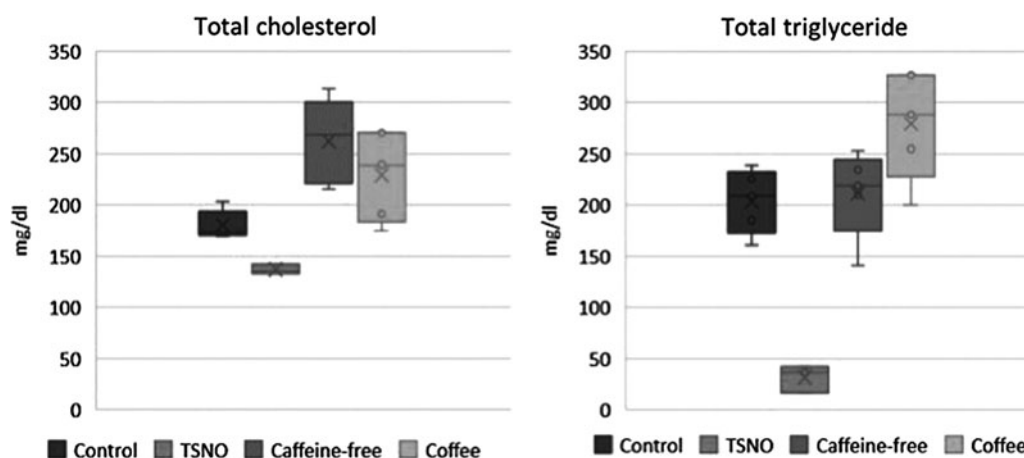 Total cholesterol
350
300
250
200
150
100
50
0
mg/dl
Control TSNO Caffeine-free Coffee
Total triglyceride
350
300
250
200
150
100
50
0
mg/dl
Control TSNO Caffeine-free Coffee